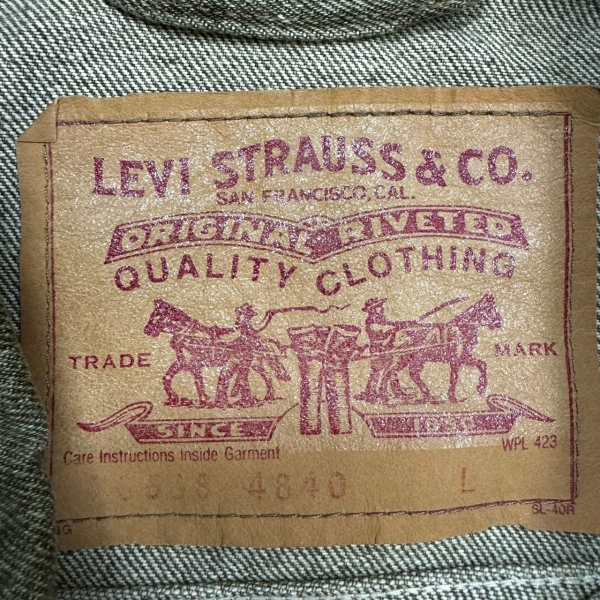 LEVI STRAUSS & CO.
SAN FRANCISCO, CAL.
ORIGINAL RIVETED
QUALITY CLOTHING
TRADE MARK
SINCE 1850
WPL 423
Care Instructions Inside Garment
4840 L
SL-40R